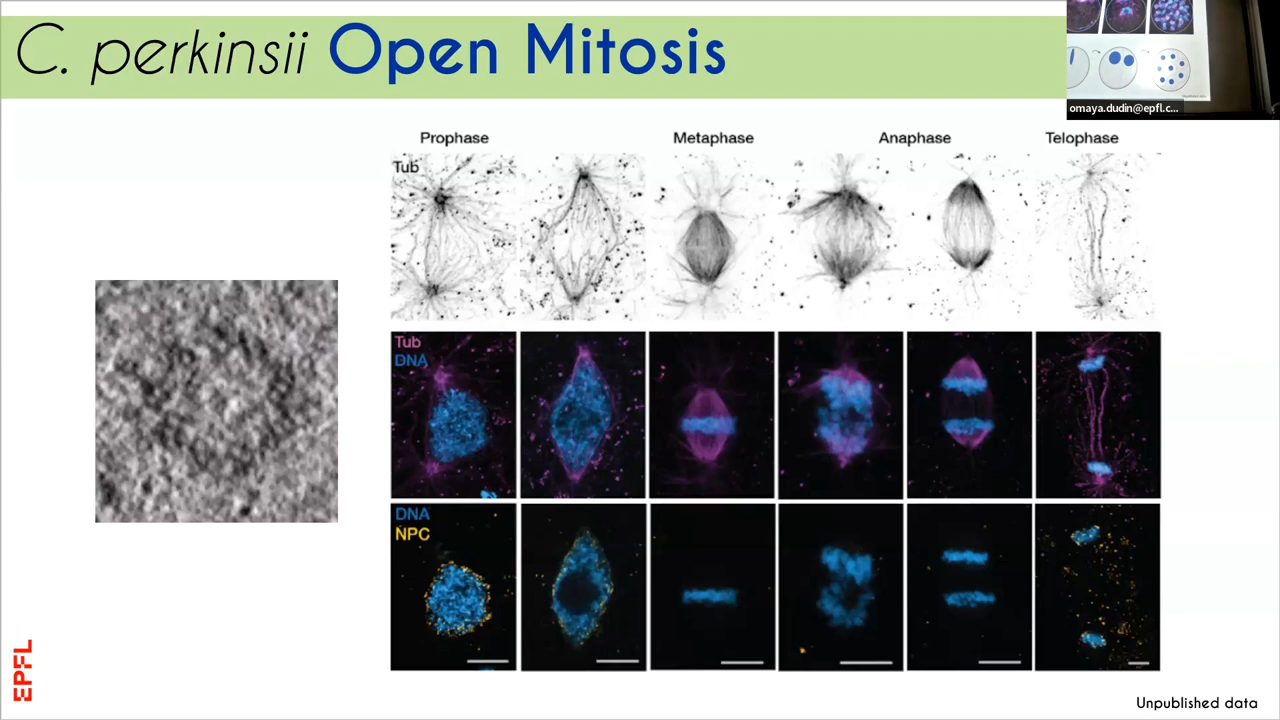 C. perkinsii Open Mitosis
omaya.dudin@epfl.c...
Prophase Metaphase Anaphase Telophase
Tub
Tub
DNA
DNA
NPC
EPFL
Unpublished data